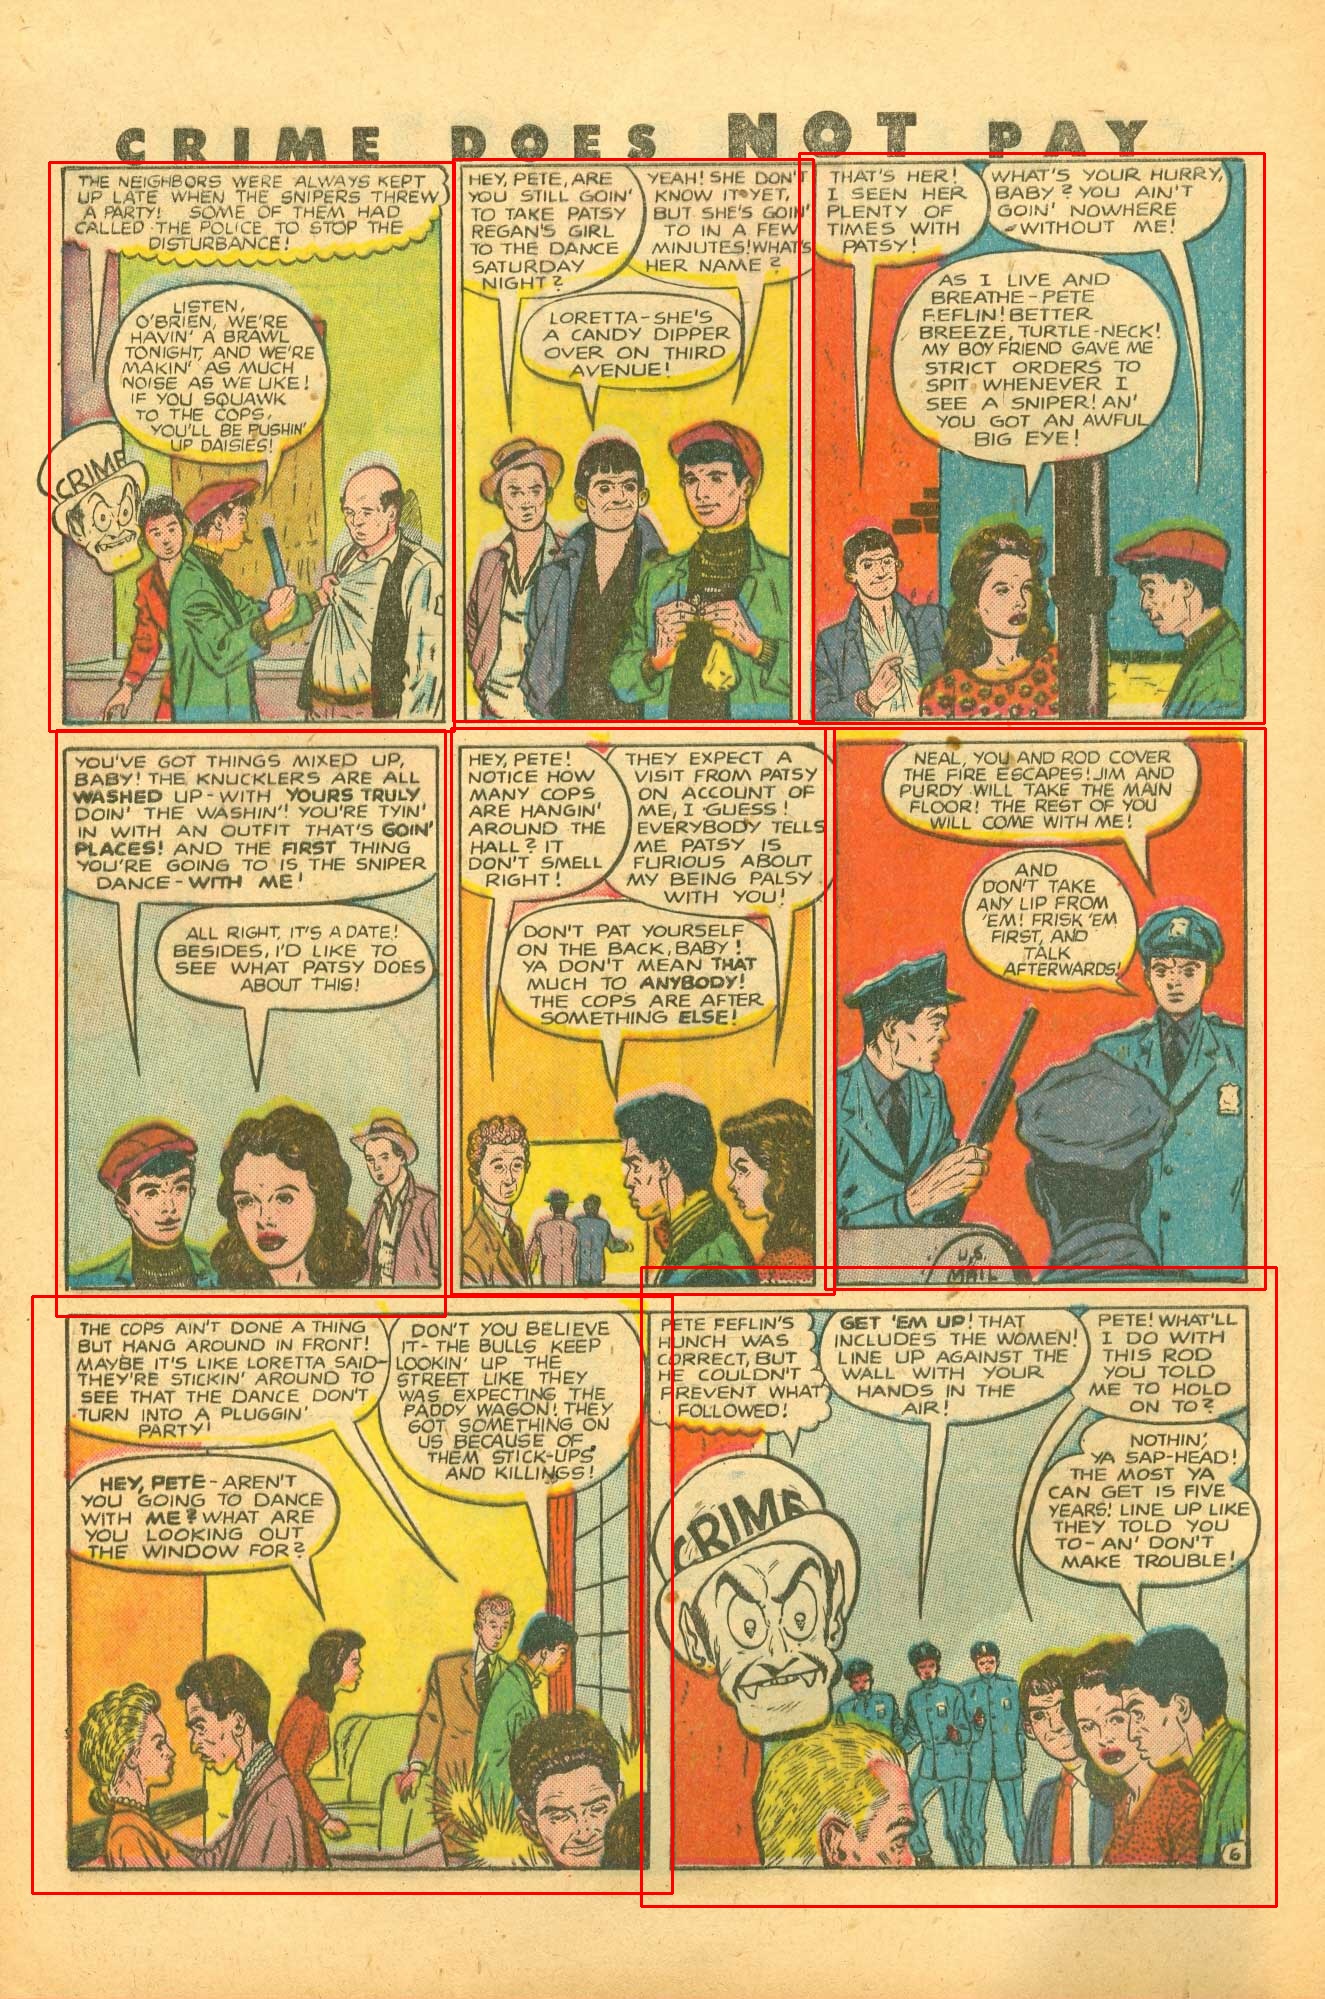 CRIME DOES NOT PAY
THE NEIGHBORS WERE ALWAYS KEPT
UP LATE WHEN THE SNIPERS THREW
A PARTY! SOME OF THEM HAD
CALLED THE POLICE TO STOP THE
DISTURBANCE!
LISTEN,
O'BRIEN, WE'RE
HAVIN' A BRAWL
TONIGHT, AND WE'RE
MAKIN' AS MUCH
NOISE AS WE LIKE!
IF YOU SQUAWK
TO THE COPS,
YOU'LL BE PUSHIN'
UP DAISIES!
CRIME
HEY, PETE, ARE
YOU STILL GOIN'
TO TAKE PATSY
REGAN'S GIRL
TO THE DANCE
SATURDAY
NIGHT?
YEAH! SHE DON'T
KNOW IT YET,
BUT SHE'S GOIN'
TO IN A FEW
MINUTES! WHAT'S
HER NAME?
LORETTA-SHE'S
A CANDY DIPPER
OVER ON THIRD
AVENUE!
THAT'S HER!
I SEEN HER
PLENTY OF
TIMES WITH
PATSY!
WHAT'S YOUR HURRY,
BABY? YOU AIN'T
GOIN' NOWHERE
WITHOUT ME!
AS I LIVE AND
BREATHE-PETE
FEFLIN! BETTER
BREEZE, TURTLE-NECK!
MY BOY FRIEND GAVE ME
STRICT ORDERS TO
SPIT WHENEVER I
SEE A SNIPER! AN'
YOU GOT AN AWFUL
BIG EYE!
YOU'VE GOT THINGS MIXED UP,
BABY! THE KNUCKLERS ARE ALL
WASHED UP-WITH YOURS TRULY
DOIN' THE WASHIN'! YOU'RE TYIN'
IN WITH AN OUTFIT THAT'S GOIN'
PLACES! AND THE FIRST THING
YOU'RE GOING TO IS THE SNIPER
DANCE-WITH ME!
ALL RIGHT, IT'S A DATE!
BESIDES, I'D LIKE TO
SEE WHAT PATSY DOES
ABOUT THIS!
HEY, PETE!
NOTICE HOW
MANY COPS
ARE HANGIN'
AROUND THE
HALL? IT
DON'T SMELL
RIGHT!
THEY EXPECT A
VISIT FROM PATSY
ON ACCOUNT OF
ME, I GUESS!
EVERYBODY TELLS
ME PATSY IS
FURIOUS ABOUT
MY BEING PALSY
WITH YOU!
DON'T PAT YOURSELF
ON THE BACK, BABY!
YA DON'T MEAN THAT
MUCH TO ANYBODY!
THE COPS ARE AFTER
SOMETHING ELSE!
NEAL, YOU AND ROD COVER
THE FIRE ESCAPES! JIM AND
PURDY WILL TAKE THE MAIN
FLOOR! THE REST OF YOU
WILL COME WITH ME!
AND
DON'T TAKE
ANY LIP FROM
'EM! FRISK 'EM
FIRST, AND
TALK
AFTERWARDS!
U.S.
MAIL
THE COPS AIN'T DONE A THING
BUT HANG AROUND IN FRONT!
MAYBE IT'S LIKE LORETTA SAID-
THEY'RE STICKIN' AROUND TO
SEE THAT THE DANCE DON'T
TURN INTO A PLUGGIN'
PARTY!
DON'T YOU BELIEVE
IT-THE BULLS KEEP
LOOKIN' UP THE
STREET LIKE THEY
WAS EXPECTING THE
PADDY WAGON! THEY
GOT SOMETHING ON
US BECAUSE OF
THEM STICK-UPS
AND KILLINGS!
HEY, PETE-AREN'T
YOU GOING TO DANCE
WITH ME? WHAT ARE
YOU LOOKING OUT
THE WINDOW FOR?
PETE FEFLIN'S
HUNCH WAS
CORRECT, BUT
HE COULDN'T
PREVENT WHAT
FOLLOWED!
CRIME
GET 'EM UP! THAT
INCLUDES THE WOMEN!
LINE UP AGAINST THE
WALL WITH YOUR
HANDS IN THE
AIR!
PETE! WHAT'LL
I DO WITH
THIS ROD
YOU TOLD
ME TO HOLD
ON TO?
NOTHIN',
YA SAP-HEAD!
THE MOST YA
CAN GET IS FIVE
YEARS! LINE UP LIKE
THEY TOLD YOU
TO-AN' DON'T
MAKE TROUBLE!
6